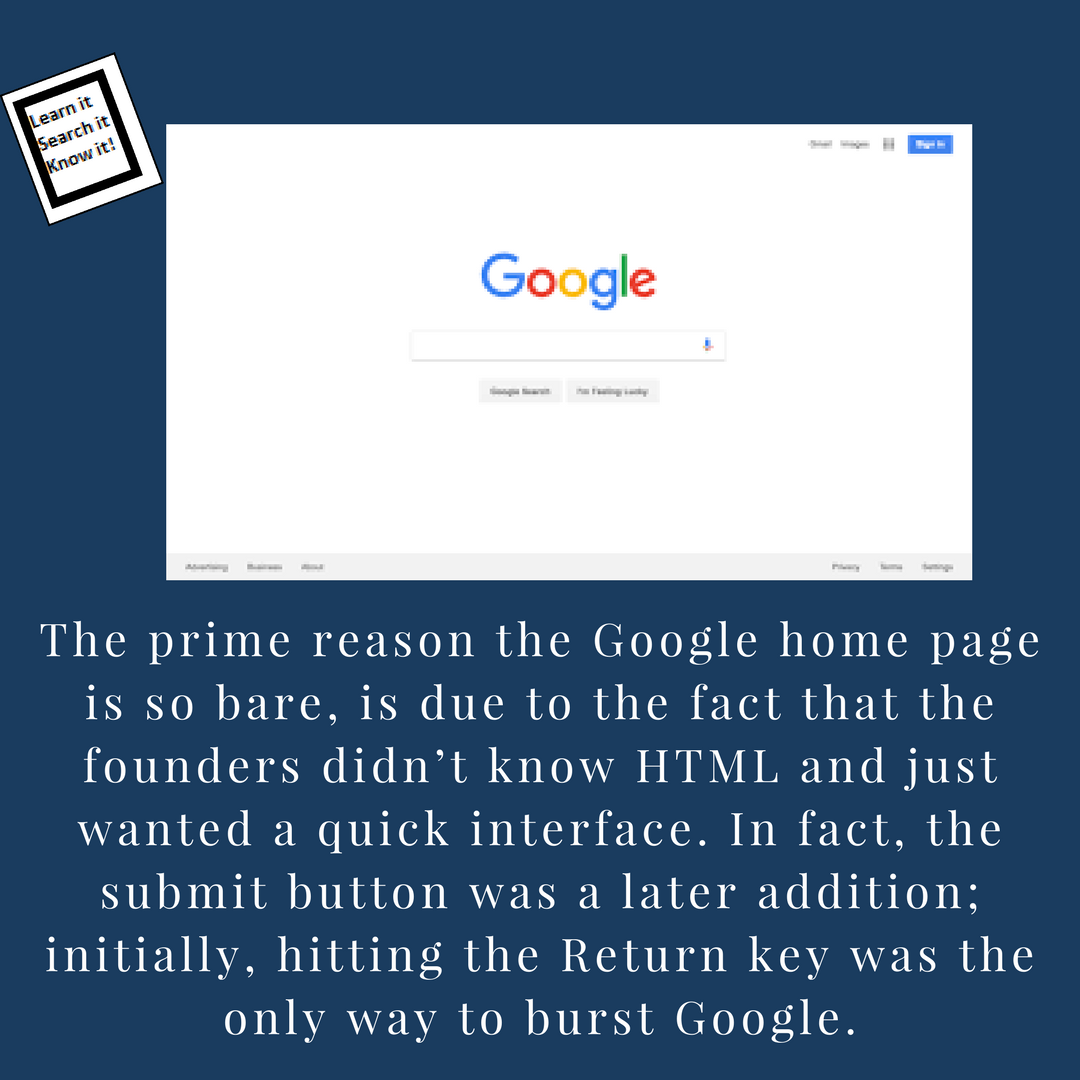 Learn it
Search it
Know it!
Gmail Images Sign in
Google
Google Search I'm Feeling Lucky
Advertising Business About Privacy Terms Settings
The prime reason the Google home page
is so bare, is due to the fact that the
founders didn’t know HTML and just
wanted a quick interface. In fact, the
submit button was a later addition;
initially, hitting the Return key was the
only way to burst Google.